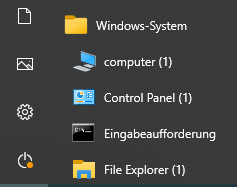 Windows-System
computer (1)
Control Panel (1)
Eingabeaufforderung
File Explorer (1)